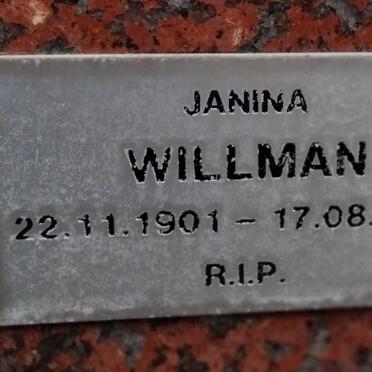 JANINA
WILLMAN
22.11.1901 – 17.08.
R.I.P.